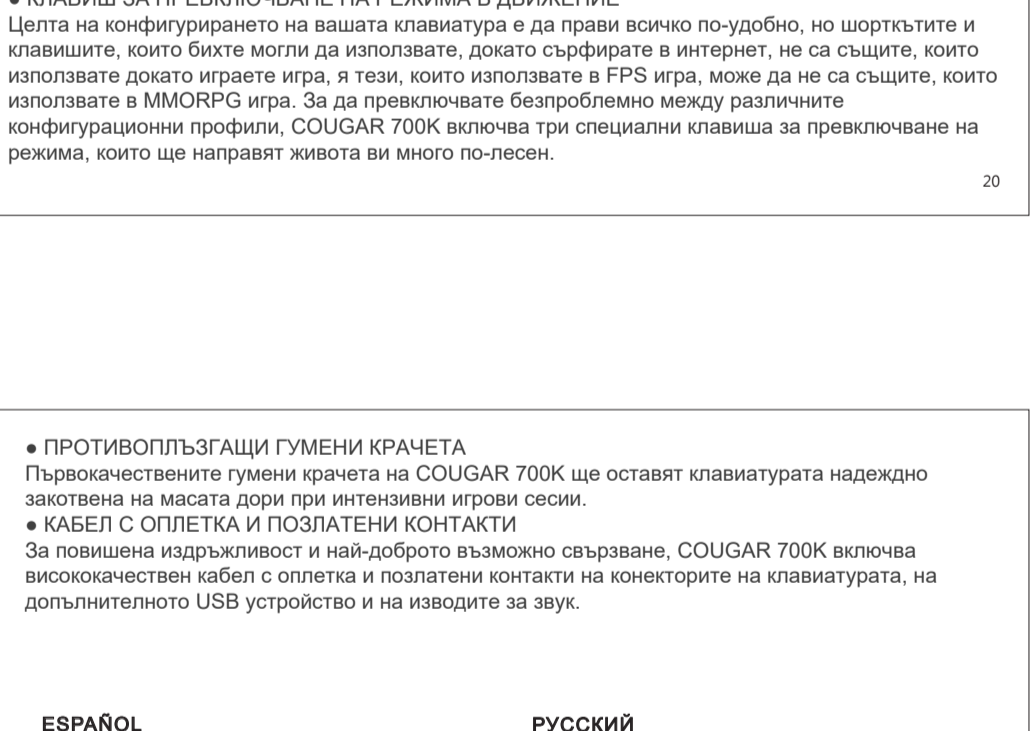 ● КЛАВИШ ЗА ПРЕВКЛЮЧВАНЕ НА РЕЖИМА В ДВИЖЕНИЕ
Целта на конфигурирането на вашата клавиатура е да прави всичко по-удобно, но шорткътите и
клавишите, които бихте могли да използвате, докато сърфирате в интернет, не са същите, които
използвате докато играете игра, я тези, които използвате в FPS игра, може да не са същите, които
използвате в MMORPG игра. За да превключвате безпроблемно между различните
конфигурационни профили, COUGAR 700K включва три специални клавиша за превключване на
режима, които ще направят живота ви много по-лесен.
20
● ПРОТИВОПЛЪЗГАЩИ ГУМЕНИ КРАЧЕТА
Първокачествените гумени крачета на COUGAR 700K ще оставят клавиатурата надеждно
закотвена на масата дори при интензивни игрови сесии.
● КАБЕЛ С ОПЛЕТКА И ПОЗЛАТЕНИ КОНТАКТИ
За повишена издръжливост и най-доброто възможно свързване, COUGAR 700K включва
висококачествен кабел с оплетка и позлатени контакти на конекторите на клавиатурата, на
допълнителното USB устройство и на изводите за звук.
ESPAÑOL
РУССКИЙ